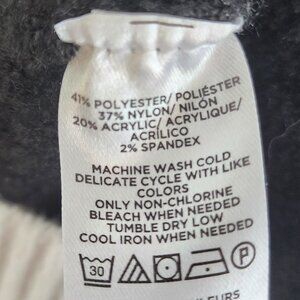 41% POLYESTER/ POLIÉSTER
37% NYLON/ NILÓN
20% ACRYLIC/ ACRYLIQUE/
ACRÍLICO
2% SPANDEX
MACHINE WASH COLD
DELICATE CYCLE WITH LIKE
COLORS
ONLY NON-CHLORINE
BLEACH WHEN NEEDED
TUMBLE DRY LOW
COOL IRON WHEN NEEDED
30 P